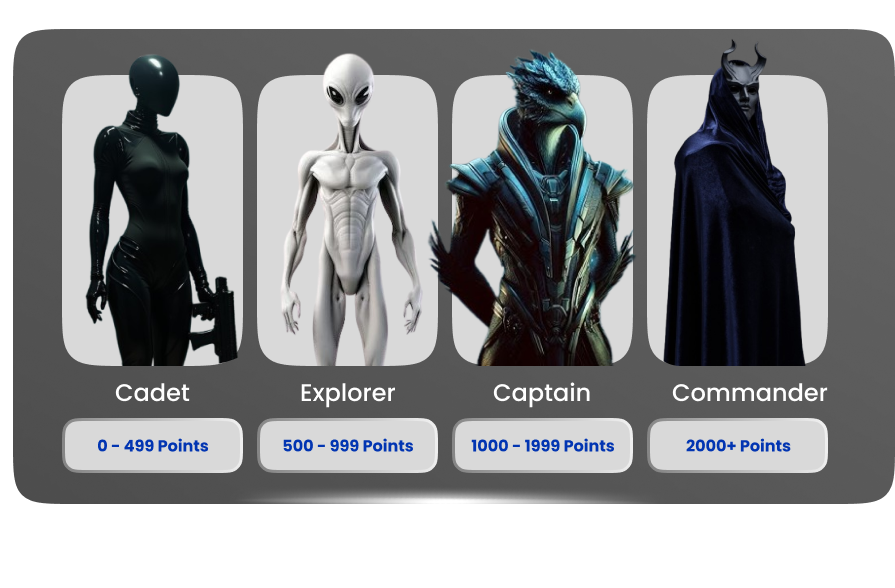 Cadet
Explorer
Captain
Commander
0 - 499 Points
500 - 999 Points
1000 - 1999 Points
2000+ Points